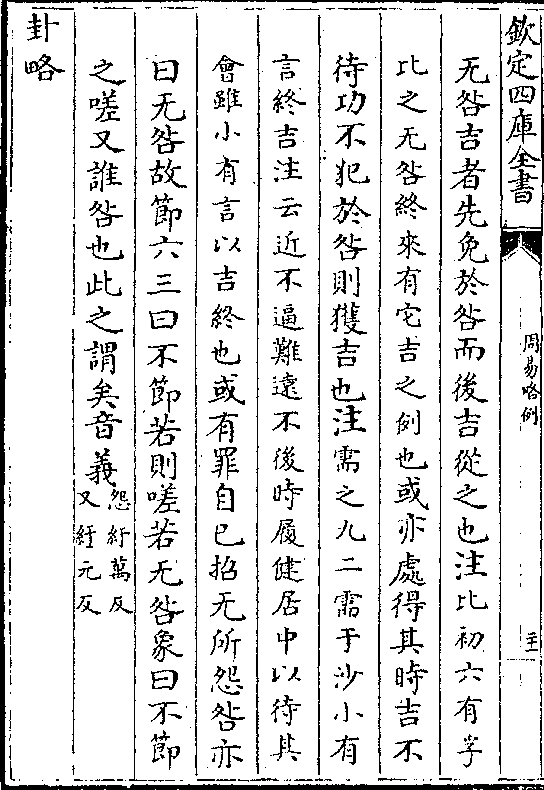 欽定四庫全書
周易略例
二十一
无咎吉者先免於咎而後吉從之也注比初六有孚
比之无咎終來有它吉之例也或亦處得其時吉不
待功不犯於咎則獲吉也注需之九二需于沙小有
言終吉注云近不逼難遠不後時履健居中以待其
會雖小有言以吉終也或有罪自已招无所怨咎亦
曰无咎故節六三曰不節若則嗟若无咎象曰不節
之嗟又誰咎也此之謂矣音義怨紆萬反
又紆元反
卦略